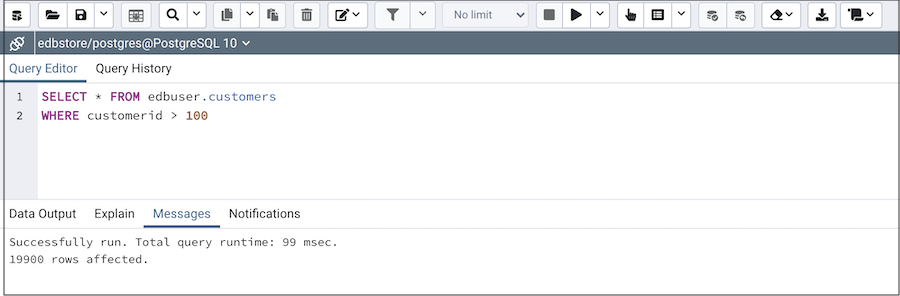 No limit
edbstore/postgres@PostgreSQL 10
Query Editor Query History
1 SELECT * FROM edbuser.customers
2 WHERE customerid > 100
Data Output Explain Messages Notifications
Successfully run. Total query runtime: 99 msec.
19900 rows affected.